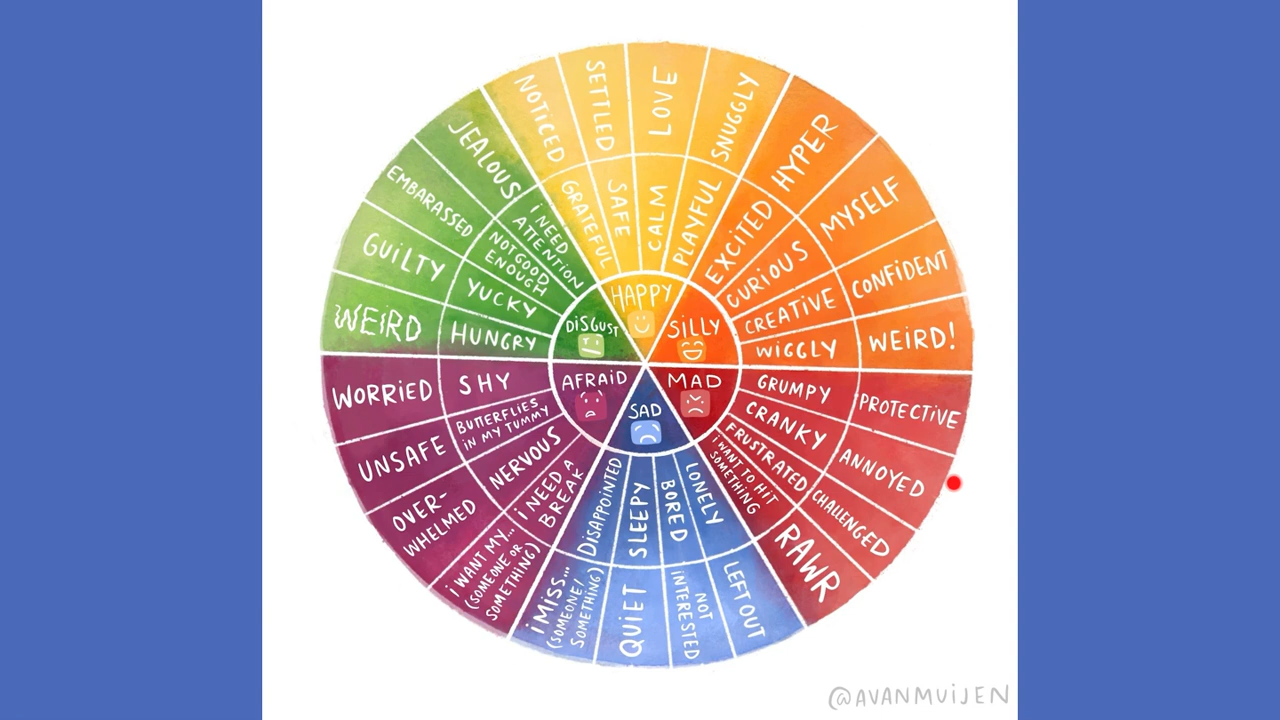 NOTICED
SETTLED
LOVE
SNUGGLY
GRATEFUL
SAFE
CALM
PLAYFUL
HAPPY
HYPER
MYSELF
CONFIDENT
WEIRD!
EXCITED
CURIOUS
CREATIVE
WIGGLY
SILLY
PROTECTIVE
ANNOYED
CHALLENGED
RAWR
GRUMPY
CRANKY
FRUSTRATED
I WANT TO HIT
SOMETHING
MAD
LEFT OUT
NOT
INTERESTED
QUIET
I MISS...
(SOMEONE/
SOMETHING)
LONELY
BORED
SLEEPY
DISAPPOINTED
SAD
I WANT MY...
(SOMEONE OR
SOMETHING)
OVER-
WHELMED
UNSAFE
WORRIED
I NEED A
BREAK
NERVOUS
BUTTERFLIES
IN MY TUMMY
SHY
AFRAID
WEIRD
GUILTY
EMBARASSED
JEALOUS
HUNGRY
YUCKY
NOT GOOD
ENOUGH
I NEED
ATTENTION
DISGUST
@AVANMUIJEN